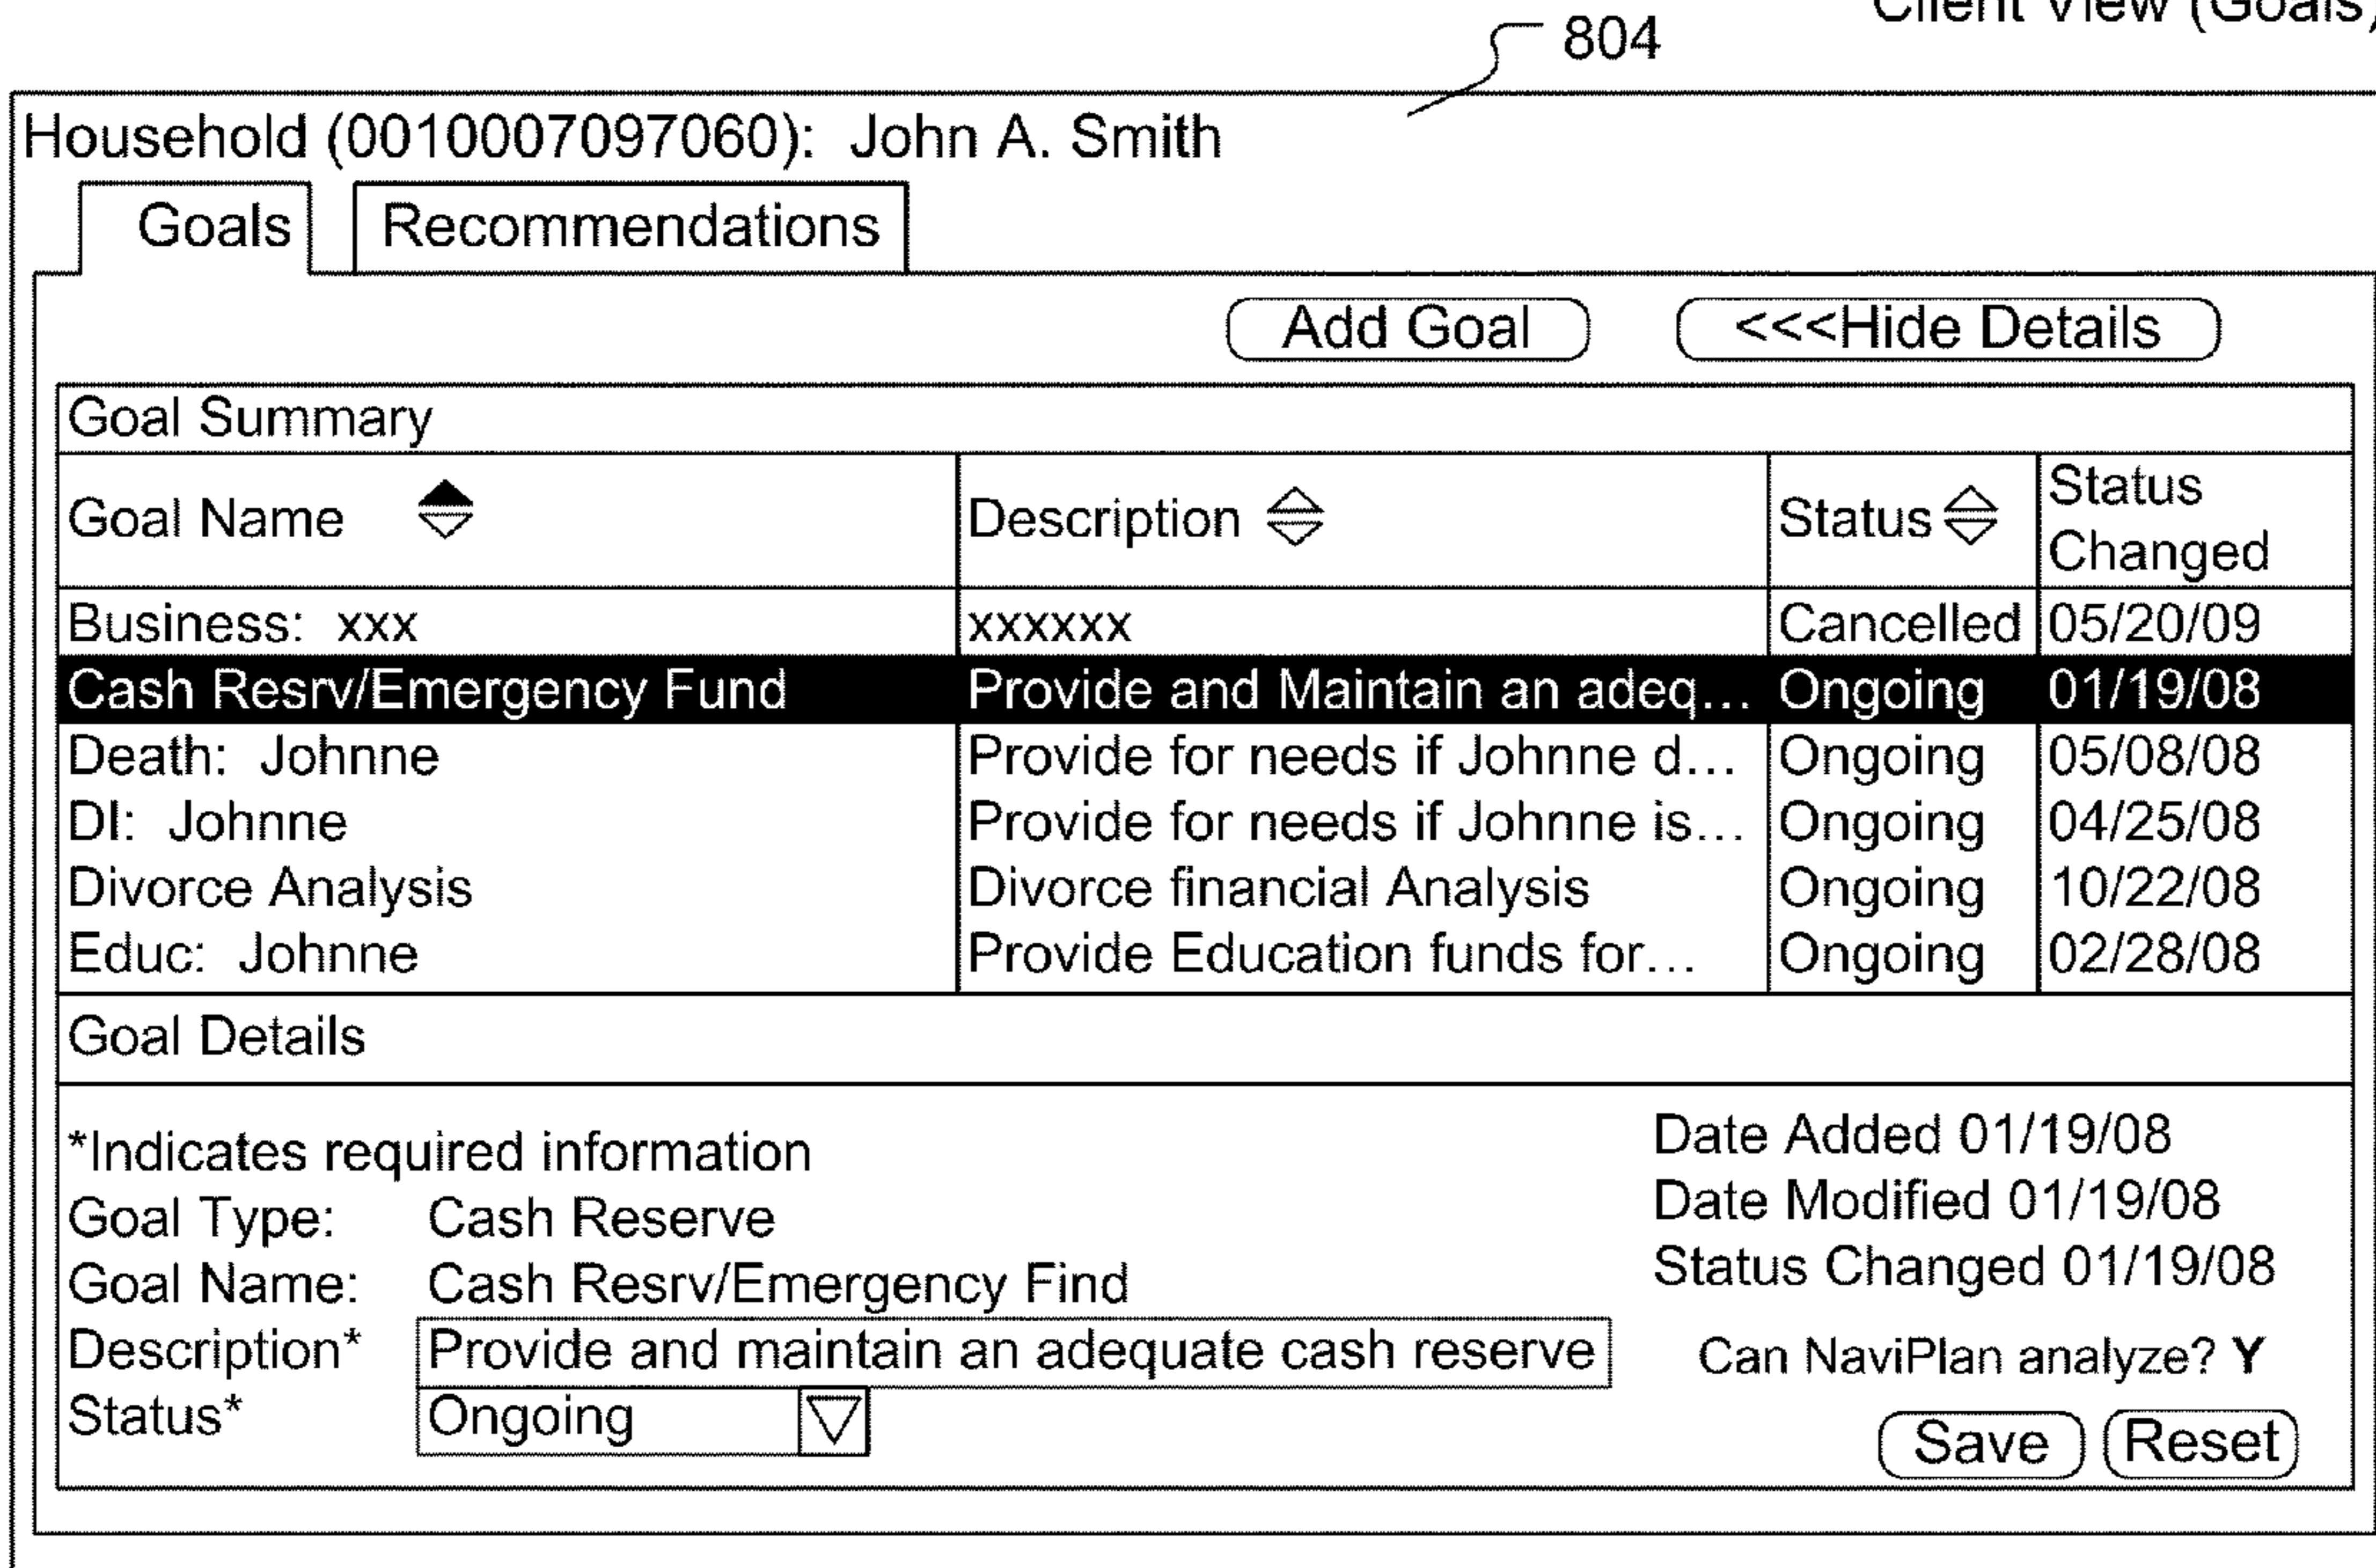 Client View (Goals)
804
Household (0010007097060): John A. Smith
Goals Recommendations
Add Goal <<<Hide Details
Goal Summary
Goal Name Description Status Status Changed
Business: xxx xxxxxx Cancelled 05/20/09
Cash Resrv/Emergency Fund Provide and Maintain an adeq... Ongoing 01/19/08
Death: Johnne Provide for needs if Johnne d... Ongoing 05/08/08
DI: Johnne Provide for needs if Johnne is... Ongoing 04/25/08
Divorce Analysis Divorce financial Analysis Ongoing 10/22/08
Educ: Johnne Provide Education funds for... Ongoing 02/28/08
Goal Details
*Indicates required information Date Added 01/19/08
Goal Type: Cash Reserve Date Modified 01/19/08
Goal Name: Cash Resrv/Emergency Find Status Changed 01/19/08
Description* Provide and maintain an adequate cash reserve Can NaviPlan analyze? Y
Status* Ongoing Save Reset